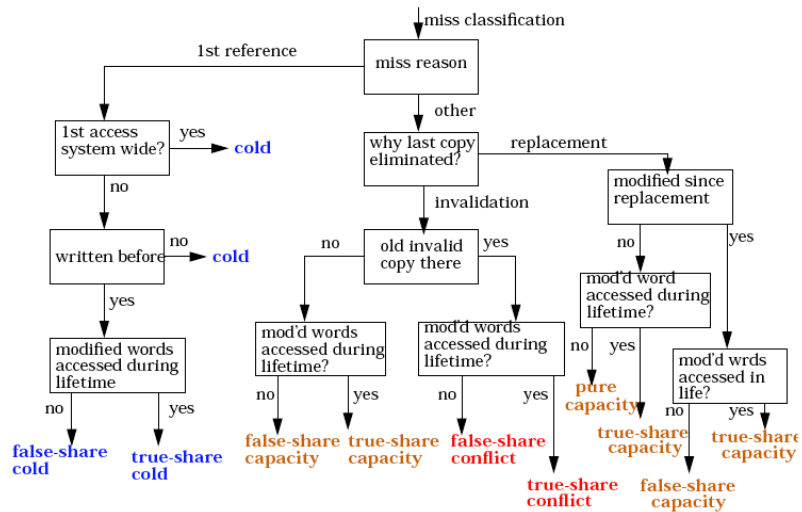 miss classification
1st reference
miss reason
other
1st access
system wide?
yes
cold
why last copy
eliminated?
replacement
no
modified since
replacement
invalidation
written before
no
cold
no
old invalid
copy there
yes
no
yes
yes
mod'd word
accessed during
lifetime?
modified words
accessed during
lifetime
mod'd words
accessed during
lifetime?
mod'd words
accessed during
lifetime?
no
yes
mod'd wrds
accessed in
life?
pure
capacity
no
yes
no
yes
no
yes
no
yes
false-share
cold
true-share
cold
false-share
capacity
true-share
capacity
false-share
conflict
true-share
capacity
true-share
capacity
true-share
conflict
false-share
capacity